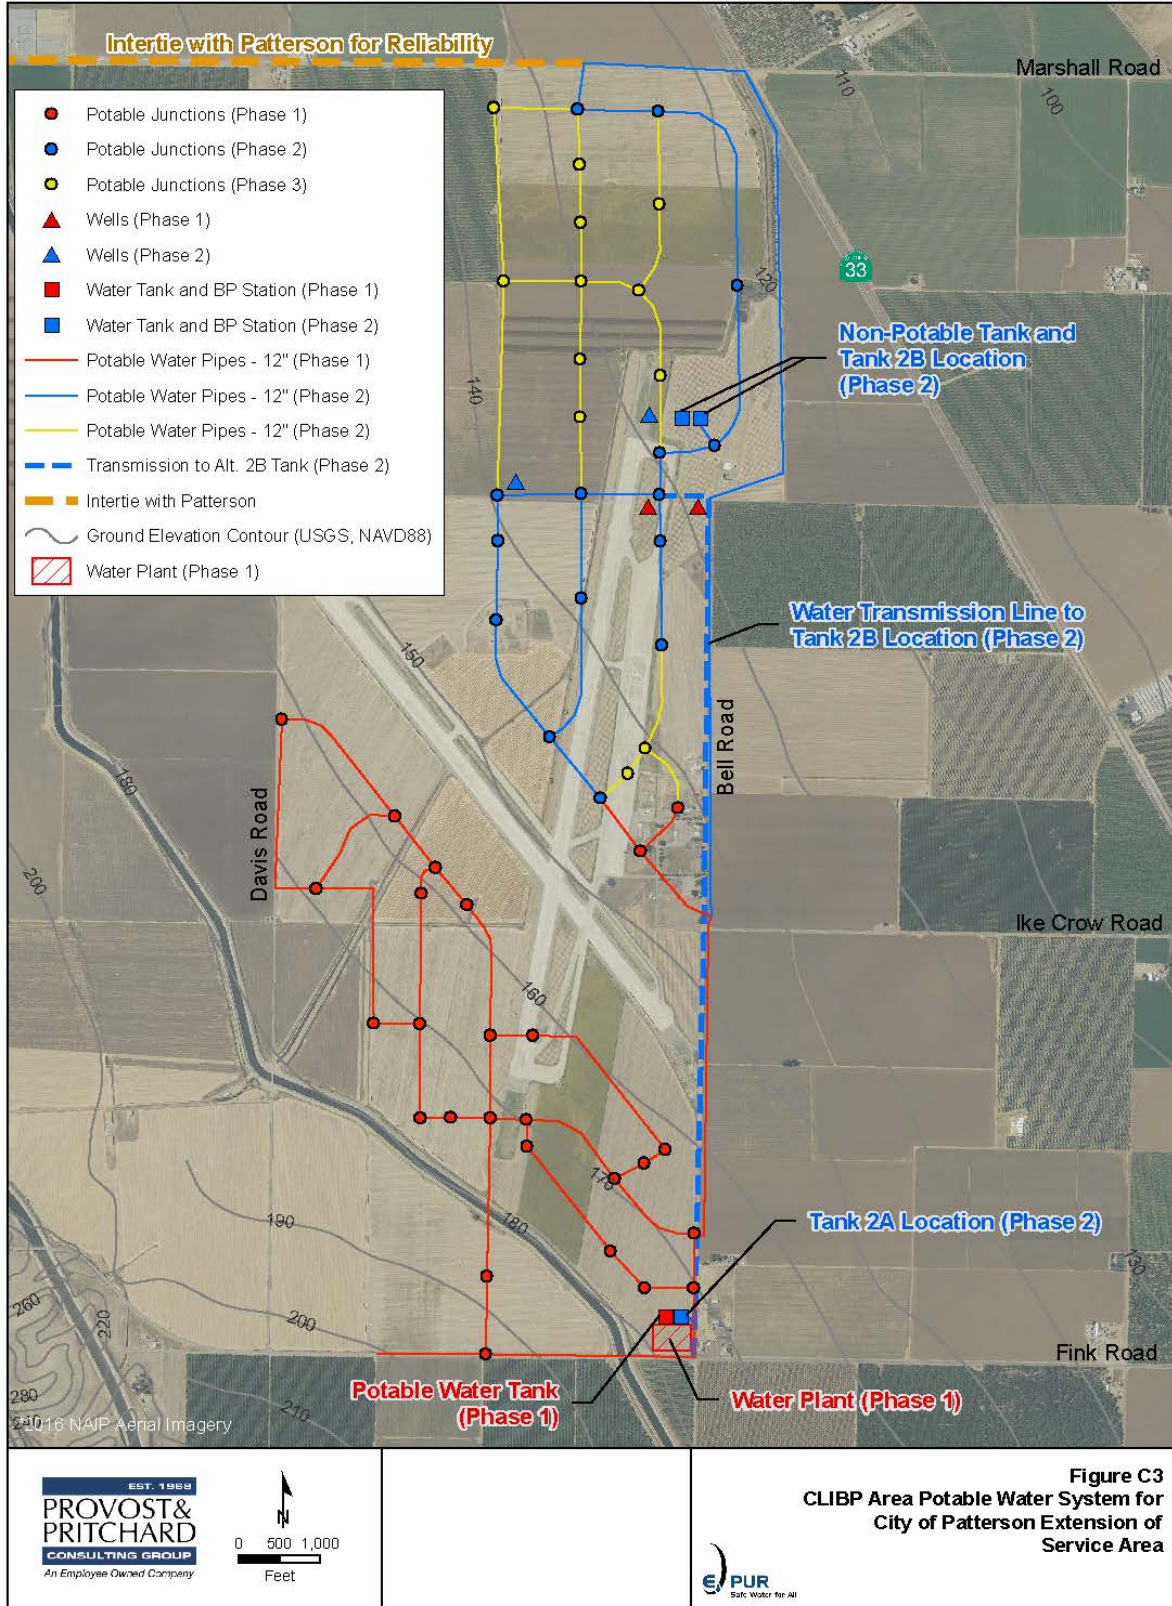 Intertie with Patterson for Reliability
Marshall Road
110
100
Potable Junctions (Phase 1)
Potable Junctions (Phase 2)
Potable Junctions (Phase 3)
Wells (Phase 1)
Wells (Phase 2)
Water Tank and BP Station (Phase 1)
Water Tank and BP Station (Phase 2)
Potable Water Pipes - 12" (Phase 1)
Potable Water Pipes - 12" (Phase 2)
Potable Water Pipes - 12" (Phase 2)
Transmission to Alt. 2B Tank (Phase 2)
Intertie with Patterson
Ground Elevation Contour (USGS, NAVD88)
Water Plant (Phase 1)
33
120
Non-Potable Tank and
Tank 2B Location
(Phase 2)
140
Water Transmission Line to
Tank 2B Location (Phase 2)
150
Bell Road
180
Davis Road
200
Ike Crow Road
160
170
190
180
Tank 2A Location (Phase 2)
130
260
220
200
Fink Road
280
210
Potable Water Tank
(Phase 1)
Water Plant (Phase 1)
*2016 NAIP Aerial Imagery
EST. 1968
PROVOST&
PRITCHARD
CONSULTING GROUP
An Employee Owned Company
N
0 500 1,000
Feet
Figure C3
CLIBP Area Potable Water System for
City of Patterson Extension of
Service Area
PUR
Safe Water for All